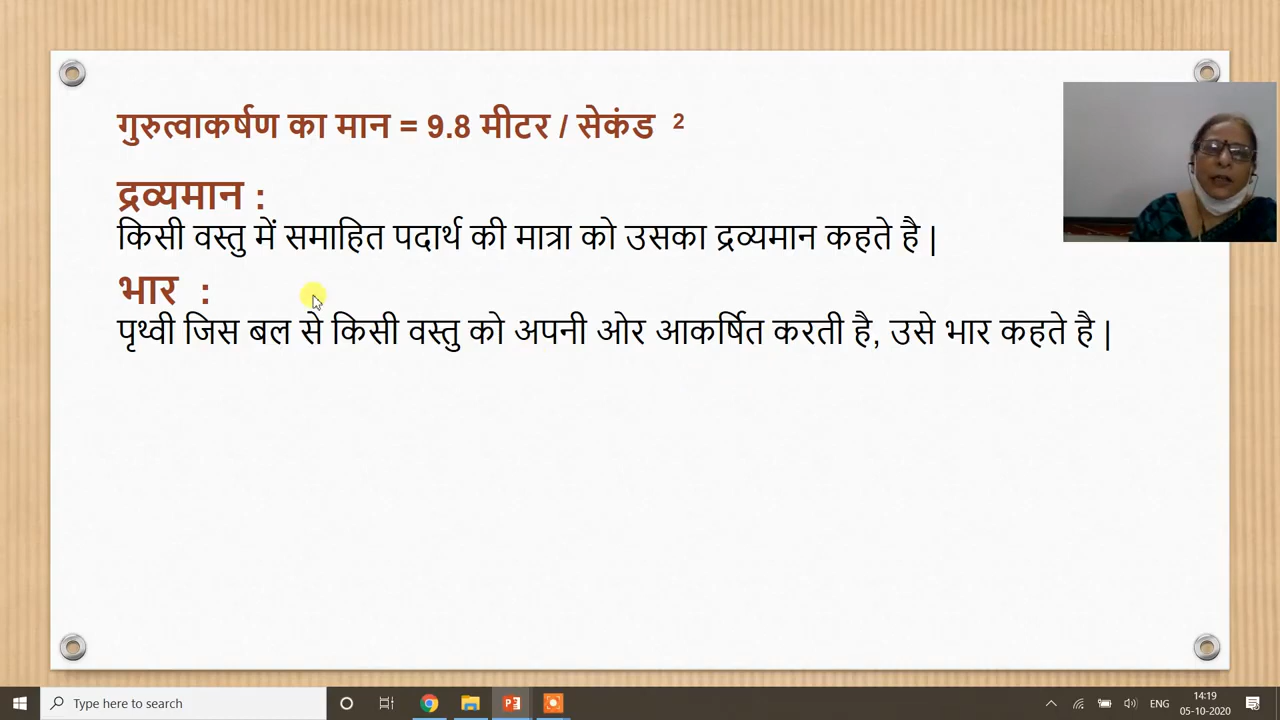 गुरुत्वाकर्षण का मान = 9.8 मीटर / सेकंड ²
द्रव्यमान :
किसी वस्तु में समाहित पदार्थ की मात्रा को उसका द्रव्यमान कहते है |
भार :
पृथ्वी जिस बल से किसी वस्तु को अपनी ओर आकर्षित करती है, उसे भार कहते है |
Type here to search
ENG
14:19
05-10-2020